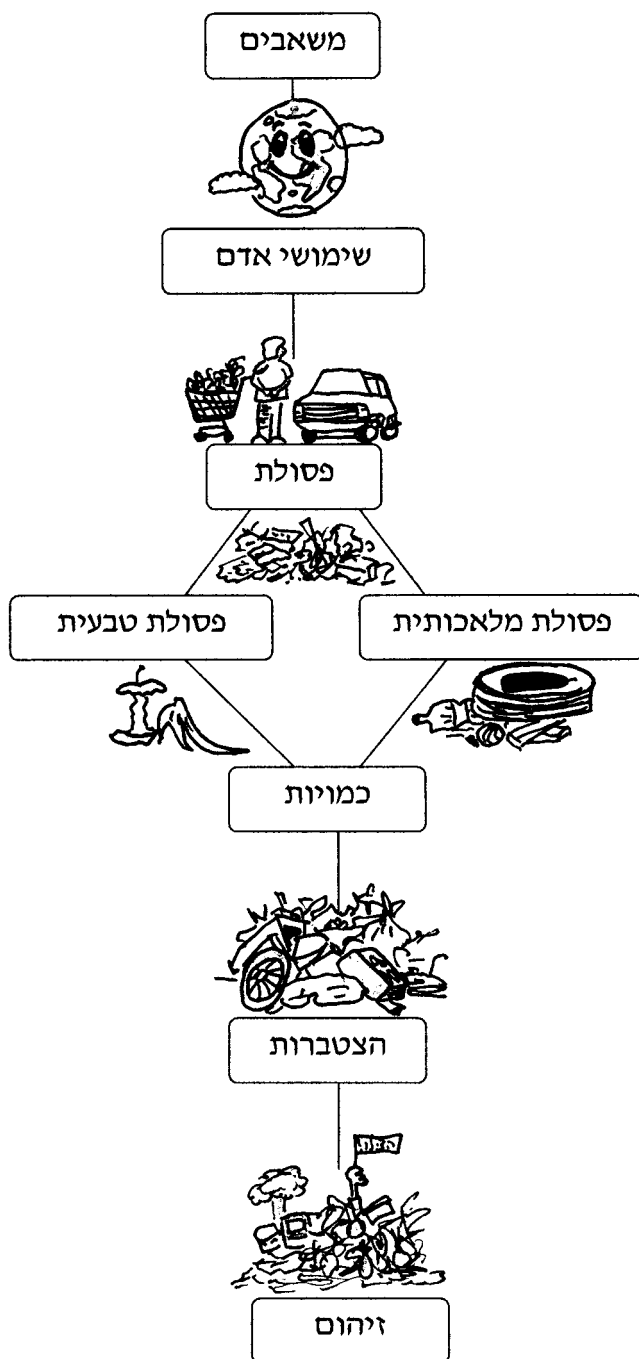 משאבים
שימושי אדם
פסולת
פסולת מלאכותית
פסולת טבעית
כמויות
הצטברות
זיהום